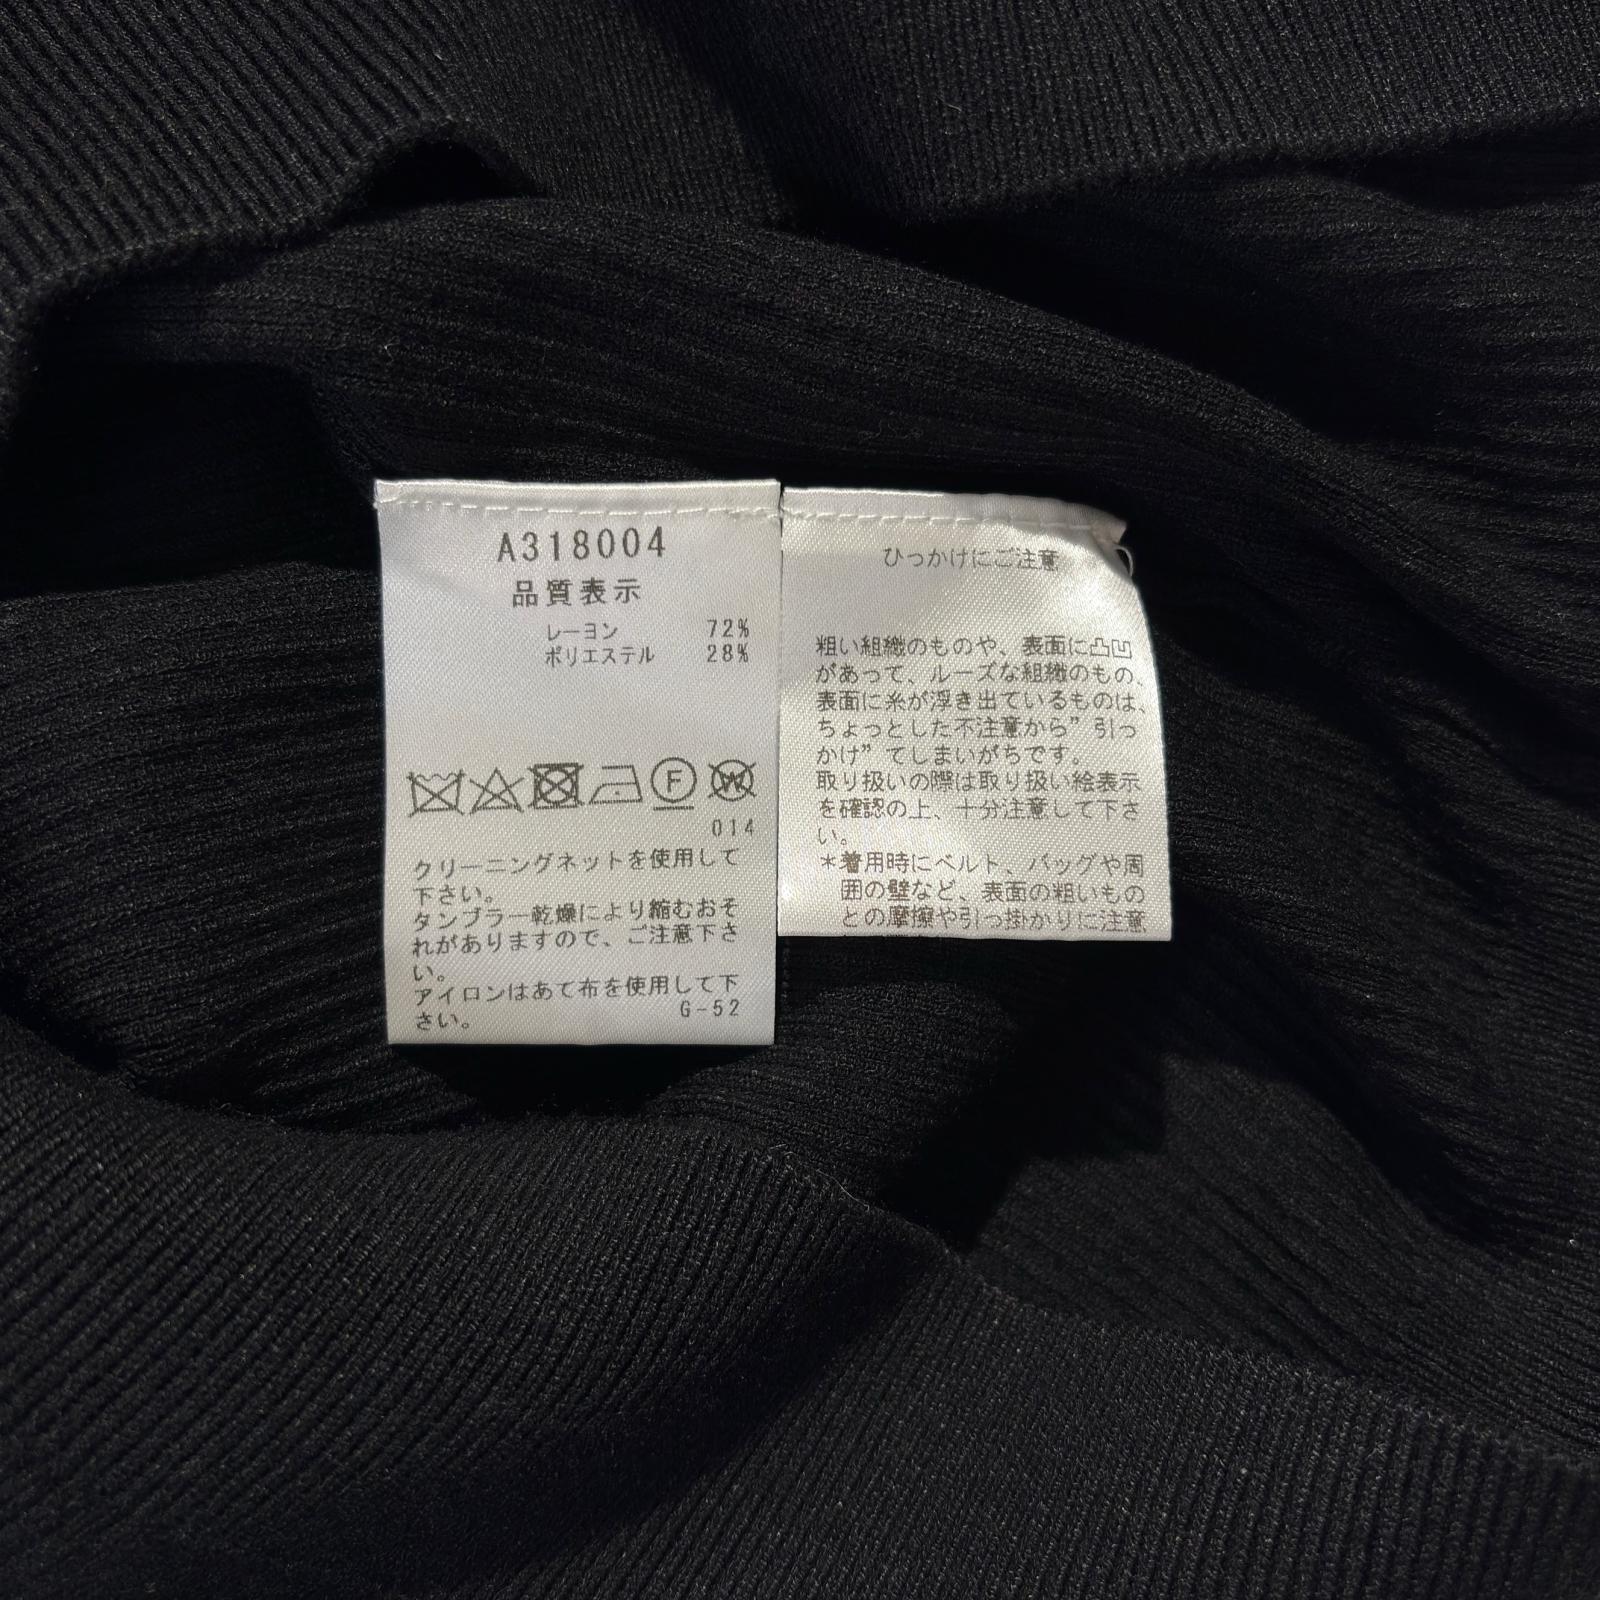 A318004
品質表示
レーヨン 72%
ポリエステル 28%
F W
014
クリーニングネットを使用して
下さい。
タンブラー乾燥により縮むおそ
れがありますので、ご注意下さ
い。
アイロンはあて布を使用して下
さい。 G-52
ひっかけにご注意
粗い組織のものや、表面に凸凹
があって、ルーズな組織のもの、
表面に糸が浮き出ているものは、
ちょっとした不注意から”引っ
かけ”てしまいがちです。
取り扱いの際は取り扱い絵表示
を確認の上、十分注意して下さ
い。
*着用時にベルト、バッグや周
囲の壁など、表面の粗いもの
との摩擦や引っ掛かりに注意